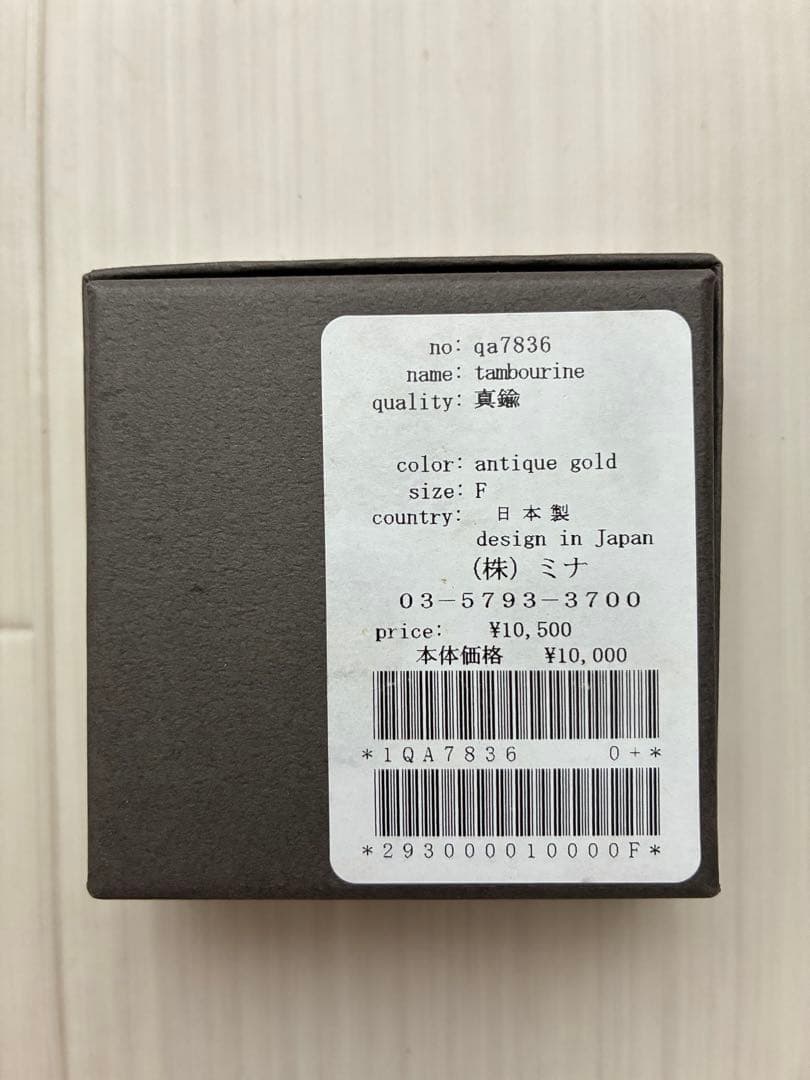 no: qa7836
name: tambourine
quality: 真鍮
color: antique gold
size: F
country: 日本製
design in Japan
(株) ミナ
03-5793-3700
price: ¥10,500
本体価格 ¥10,000
*1QA7836 0+*
*293000010000F*